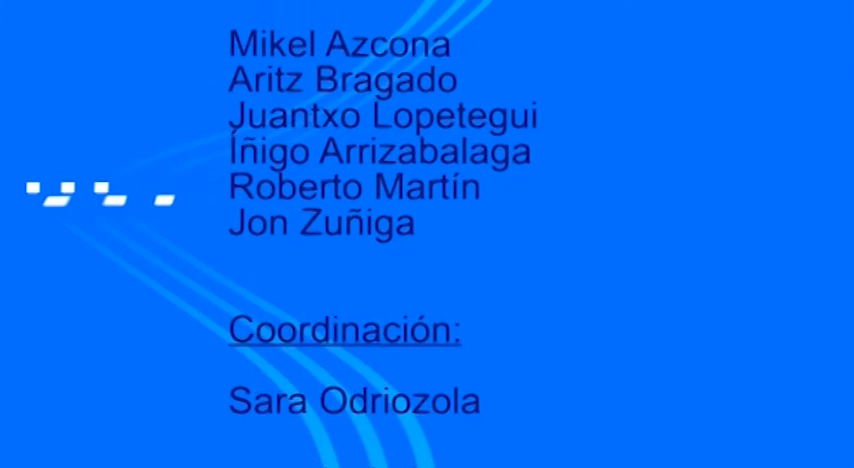 Mikel Azcona
Aritz Bragado
Juantxo Lopetegui
Íñigo Arrizabalaga
Roberto Martín
Jon Zuñiga
Coordinación:
Sara Odriozola